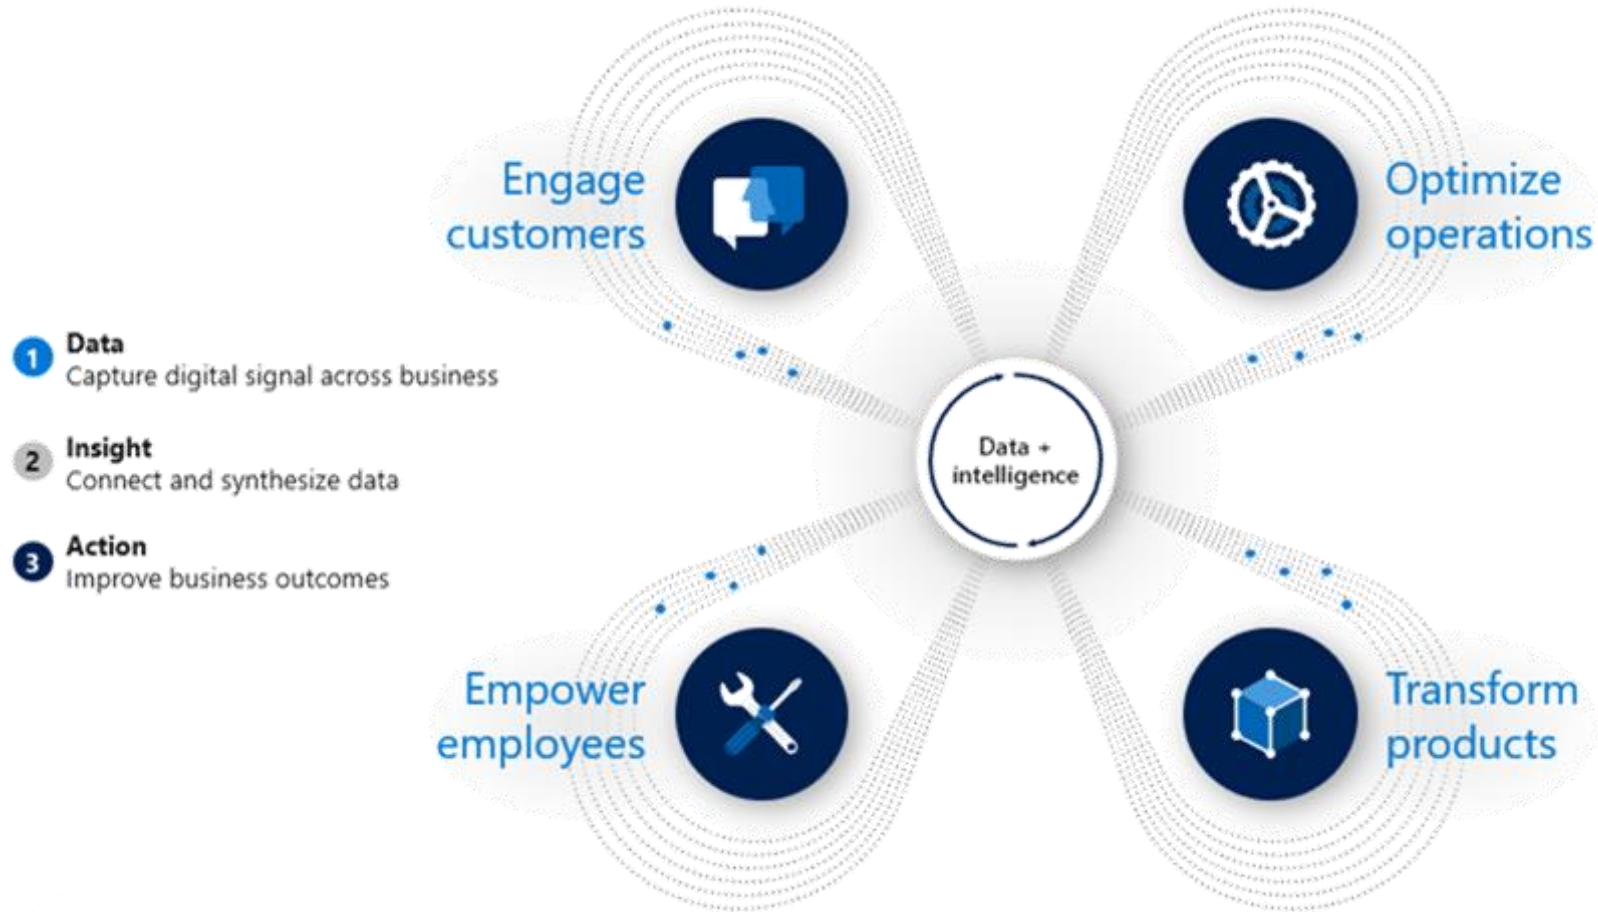 Engage
customers
Optimize
operations
1
Data
Capture digital signal across business
2
Insight
Connect and synthesize data
3
Action
Improve business outcomes
Data +
intelligence
Empower
employees
Transform
products